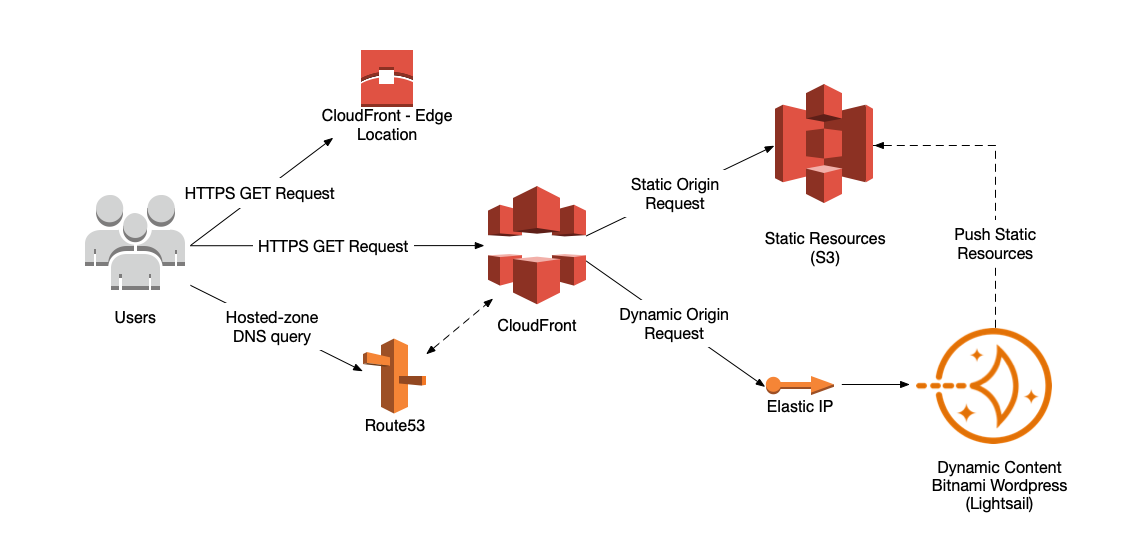 CloudFront - Edge
Location
HTTPS GET Request
HTTPS GET Request
Users
Hosted-zone
DNS query
Route53
CloudFront
Static Origin
Request
Dynamic Origin
Request
Static Resources
(S3)
Push Static
Resources
Elastic IP
Dynamic Content
Bitnami Wordpress
(Lightsail)